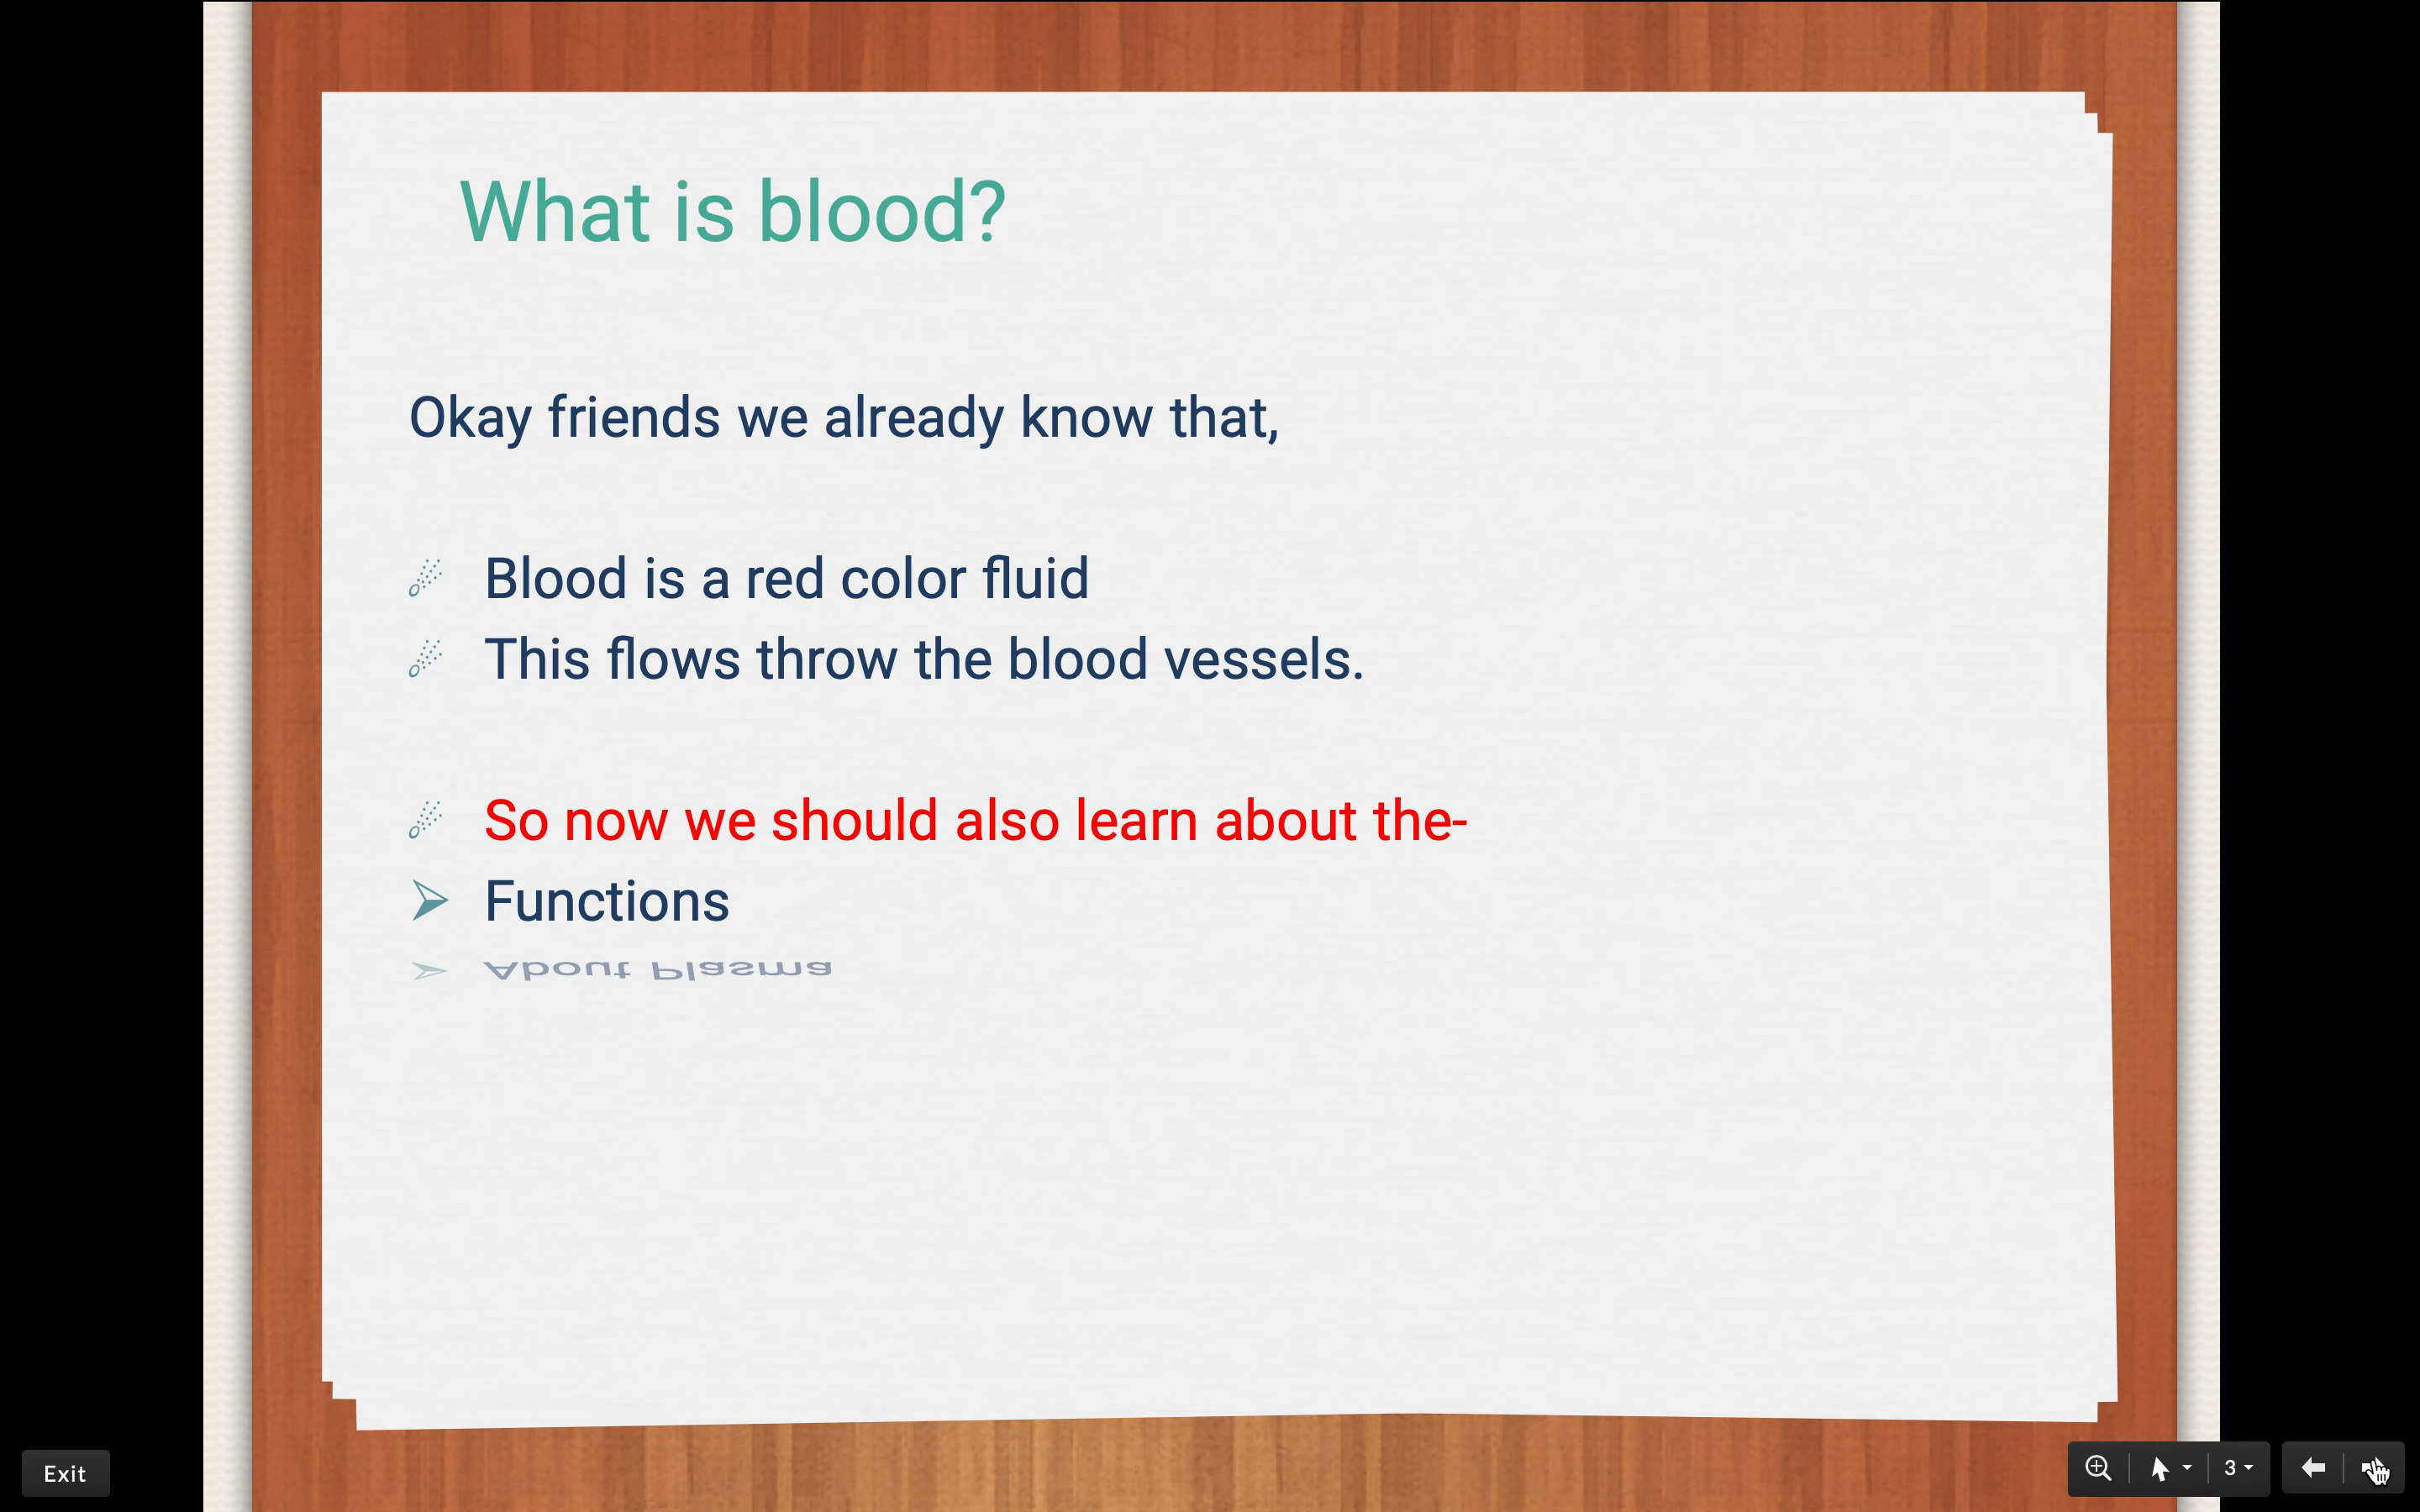 What is blood?
Okay friends we already know that,
Blood is a red color fluid
This flows throw the blood vessels.
So now we should also learn about the-
Functions
About Plasma
Exit
3